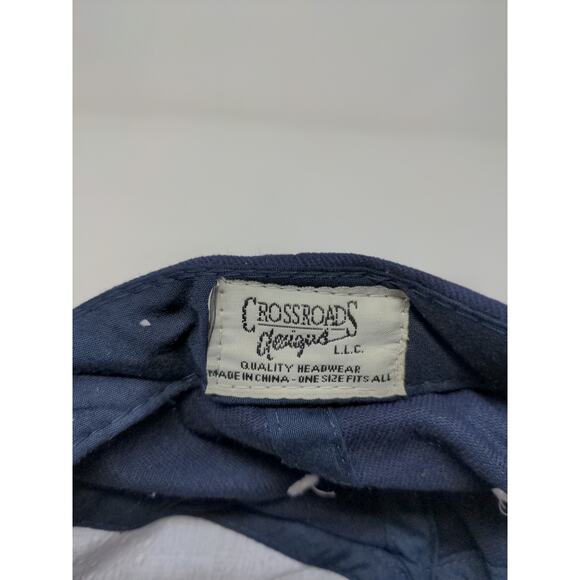 CROSSROADS
Designs
L.L.C.
QUALITY HEADWEAR
MADE IN CHINA - ONE SIZE FITS ALL